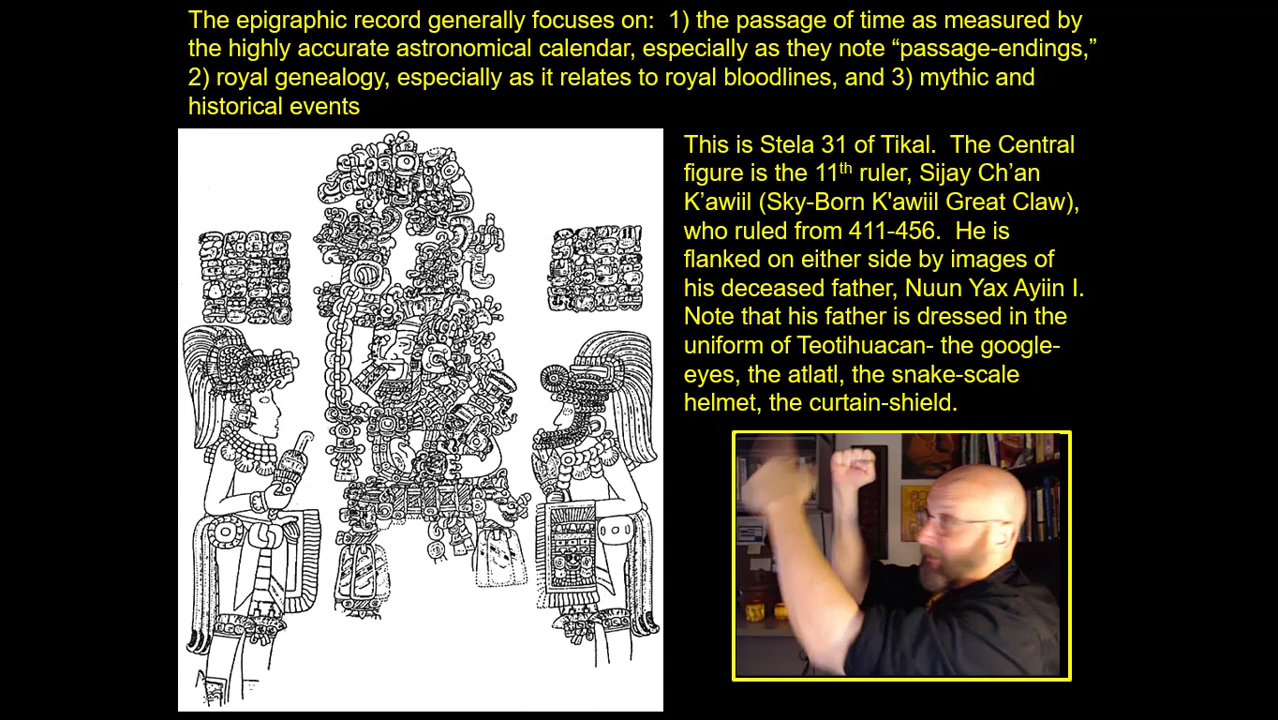 The epigraphic record generally focuses on:  1) the passage of time as measured by
the highly accurate astronomical calendar, especially as they note “passage-endings,”
2) royal genealogy, especially as it relates to royal bloodlines, and 3) mythic and
historical events
This is Stela 31 of Tikal.  The Central
figure is the 11th ruler, Sijay Ch’an
K’awiil (Sky-Born K'awiil Great Claw),
who ruled from 411-456.  He is
flanked on either side by images of
his deceased father, Nuun Yax Ayiin I.
Note that his father is dressed in the
uniform of Teotihuacan- the google-
eyes, the atlatl, the snake-scale
helmet, the curtain-shield.